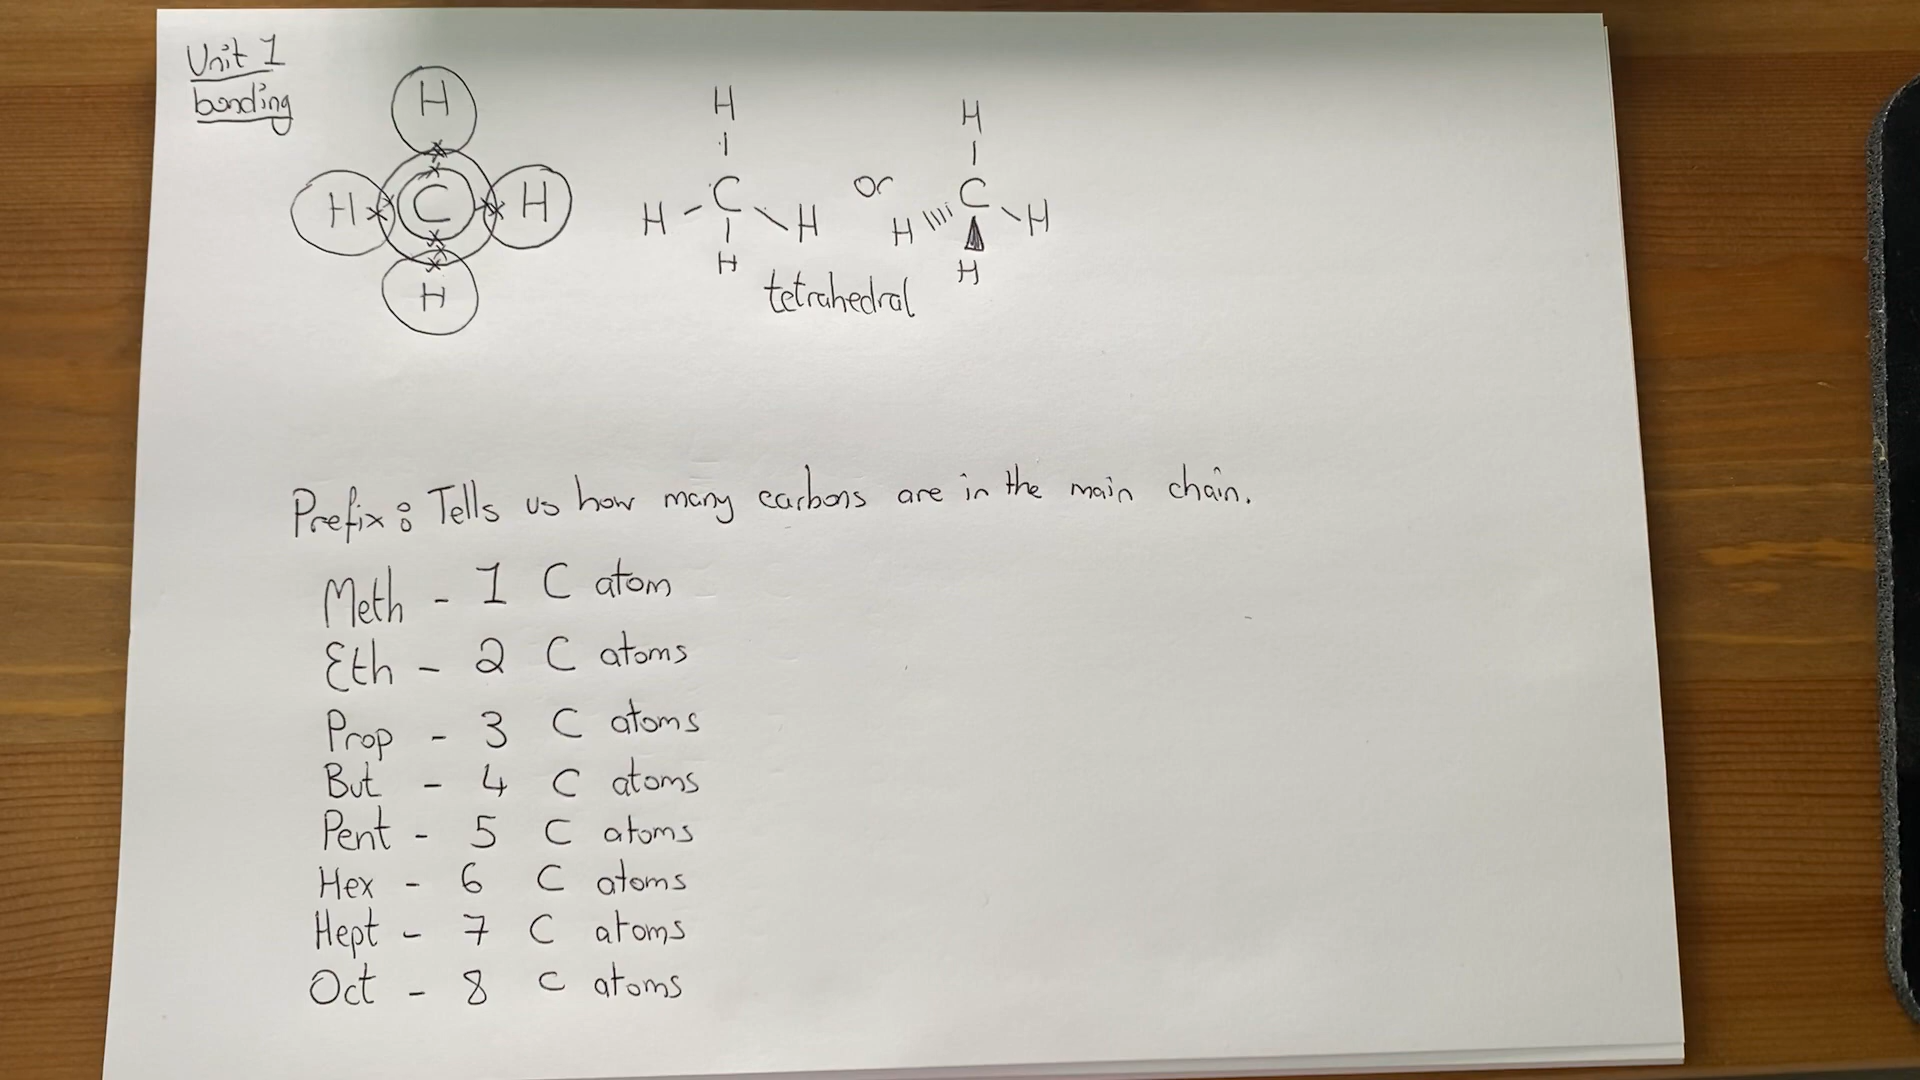 Unit 1
bonding
H
H C H
H
H
C
H H
H
or
H
C
H H
H
tetrahedral
Prefix: Tells us how many carbons are in the main chain.
Meth - 1 C atom
Eth - 2 C atoms
Prop - 3 C atoms
But - 4 C atoms
Pent - 5 C atoms
Hex - 6 C atoms
Hept - 7 C atoms
Oct - 8 C atoms